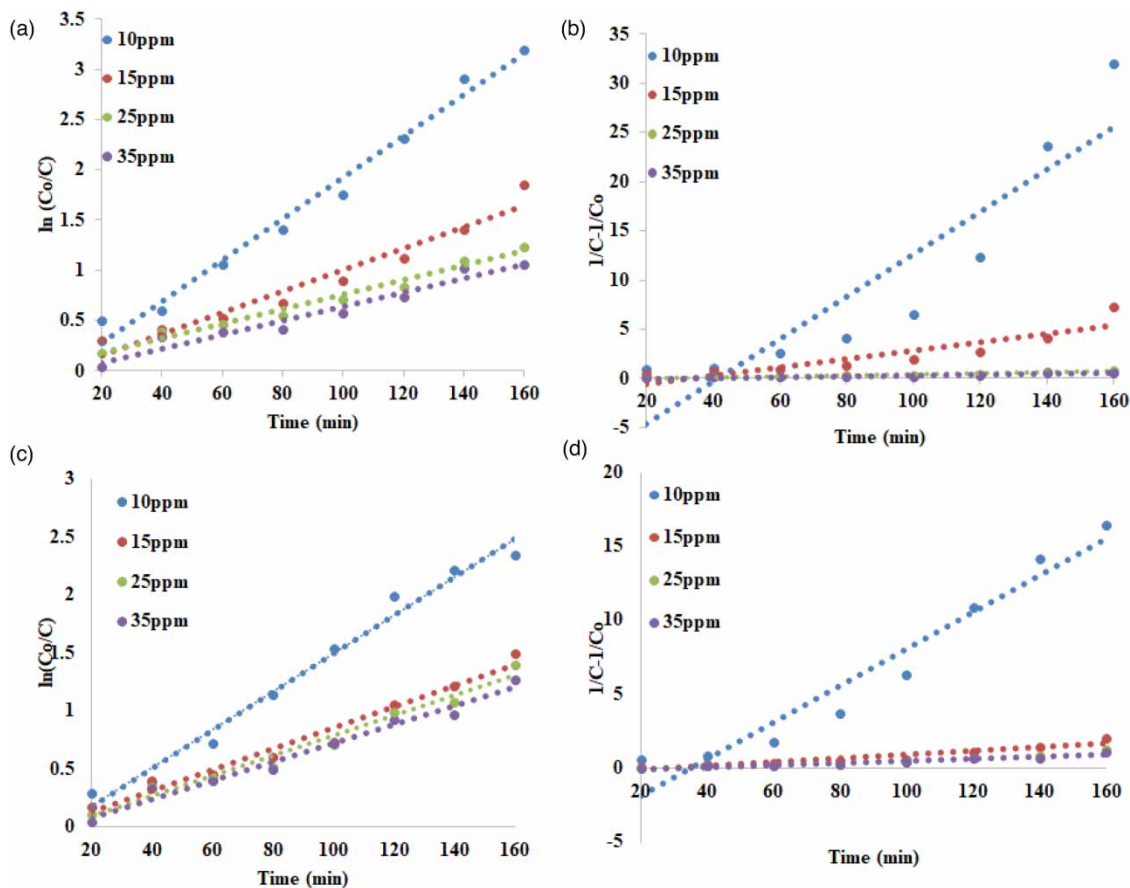 (a)
3.5
3
2.5
2
1.5
1
0.5
0
ln (Co/C)
10ppm
15ppm
25ppm
35ppm
20 40 60 80 100 120 140 160
Time (min)
(b)
35
30
25
20
15
10
5
0
-5
1/C-1/Co
10ppm
15ppm
25ppm
35ppm
20 40 60 80 100 120 140 160
Time (min)
(c)
3
2.5
2
1.5
1
0.5
0
ln(Co/C)
10ppm
15ppm
25ppm
35ppm
20 40 60 80 100 120 140 160
Time (min)
(d)
20
15
10
5
0
-5
1/C-1/Co
10ppm
15ppm
25ppm
35ppm
20 40 60 80 100 120 140 160
Time (min)